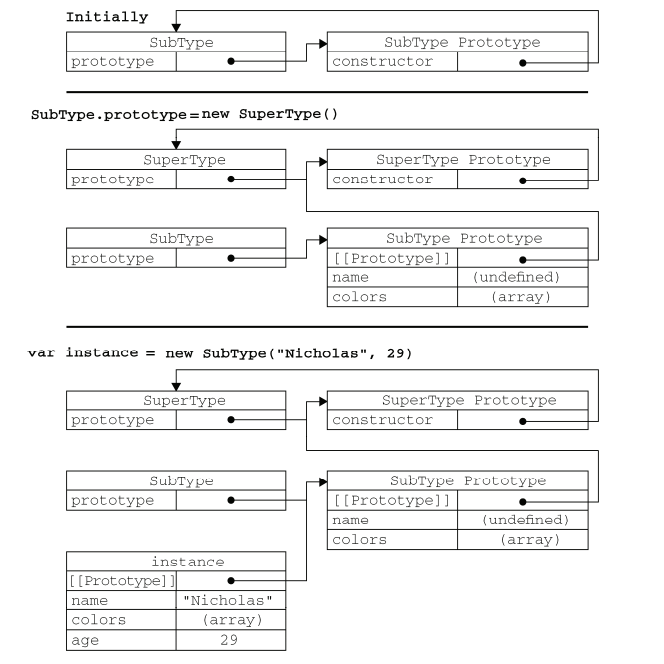 Initially
SubType
SubType Prototype
prototype
constructor
SubType.prototype=new SuperType()
SuperType
SuperType Prototype
prototype
constructor
SubType
SubType Prototype
prototype
[[Prototype]]
name (undefined)
colors (array)
var instance = new SubType("Nicholas", 29)
SuperType
SuperType Prototype
prototype
constructor
SubType
SubType Prototype
prototype
[[Prototype]]
name (undefined)
colors (array)
instance
[[Prototype]]
name "Nicholas"
colors (array)
age 29